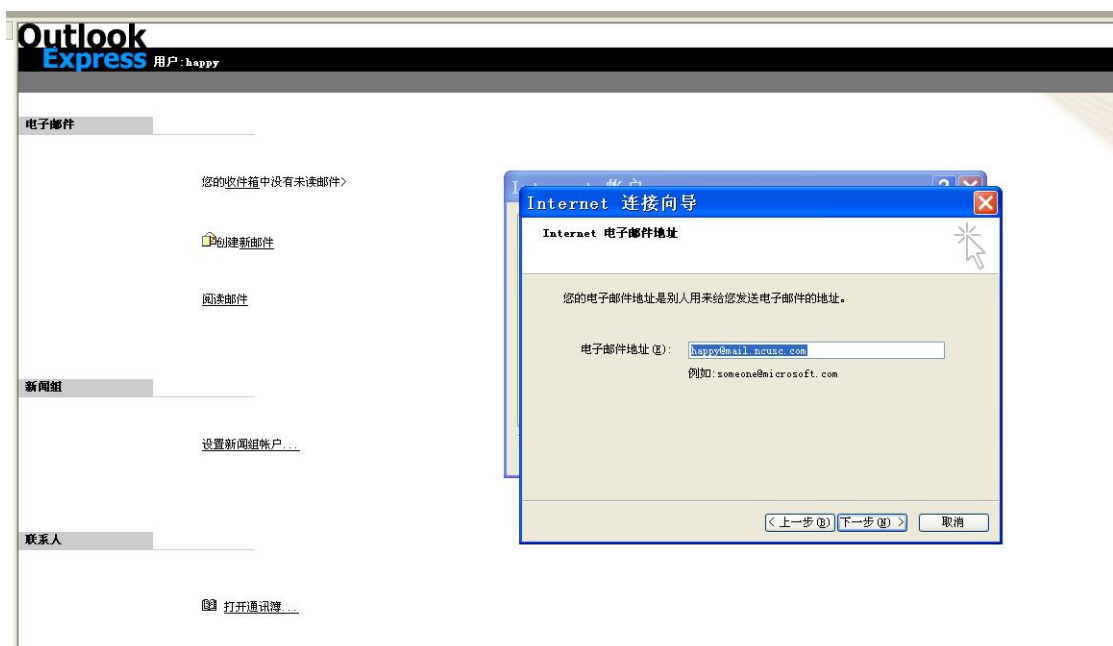 Outlook
Express 用户:happy
电子邮件
您的收件箱中没有未读邮件>
创建新邮件
阅读邮件
新闻组
设置新闻组帐户...
联系人
打开通讯簿...
Internet 连接向导
Internet 电子邮件地址
您的电子邮件地址是别人用来给您发送电子邮件的地址。
电子邮件地址(E): happy@mail.ncusc.com
例如:someone@microsoft.com
< 上一步(B) 下一步(N) > 取消